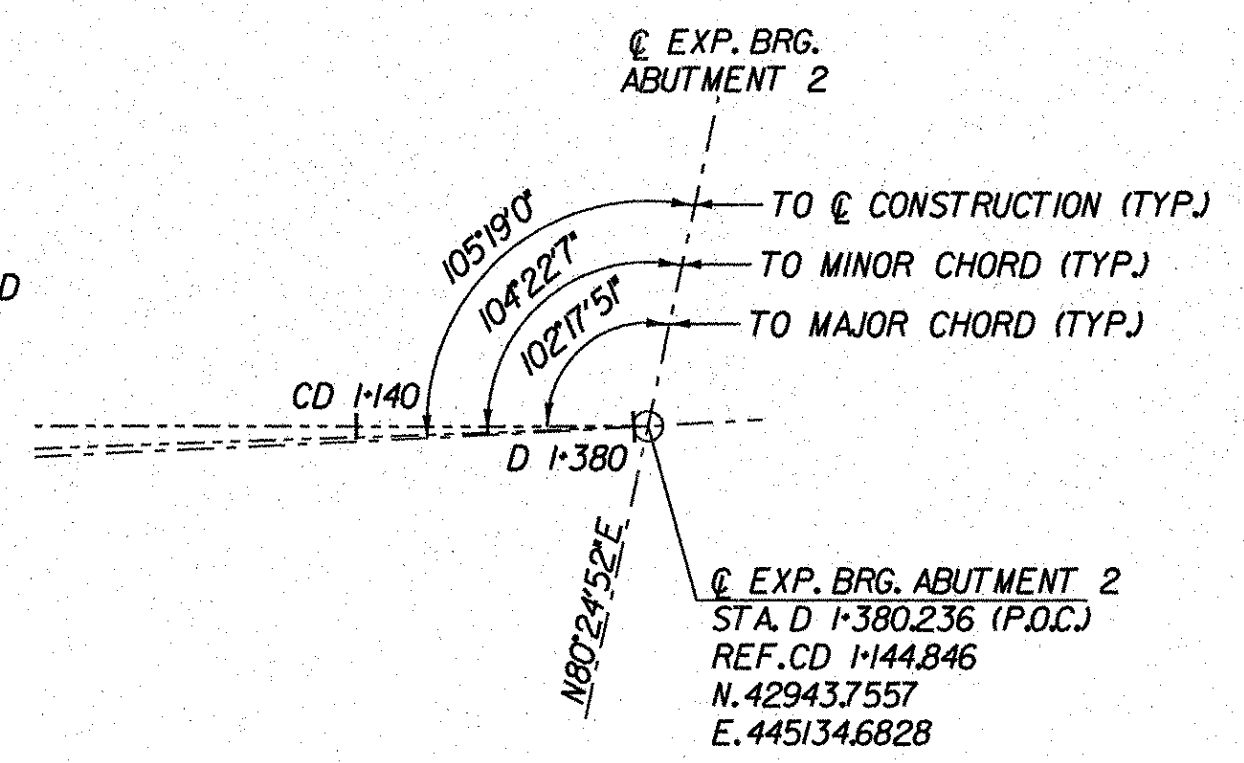 ℄ EXP. BRG.
ABUTMENT 2
TO ℄ CONSTRUCTION (TYP.)
105°19'0"
TO MINOR CHORD (TYP.)
104°22'7"
D
102°17'51"
TO MAJOR CHORD (TYP.)
CD 1+140
D 1+380
N80°24'52"E
℄ EXP. BRG. ABUTMENT 2
STA. D 1+380.236 (P.O.C.)
REF. CD 1+144.846
N. 42943.7557
E. 445134.6828